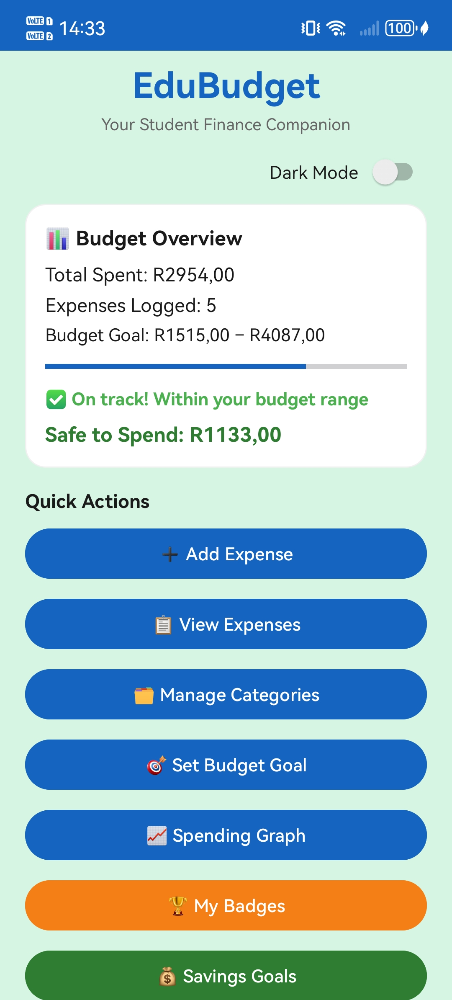 VoLTE 1
VoLTE 2
14:33
100
EduBudget
Your Student Finance Companion
Dark Mode
Budget Overview
Total Spent: R2954,00
Expenses Logged: 5
Budget Goal: R1515,00 – R4087,00
On track! Within your budget range
Safe to Spend: R1133,00
Quick Actions
Add Expense
View Expenses
Manage Categories
Set Budget Goal
Spending Graph
My Badges
Savings Goals